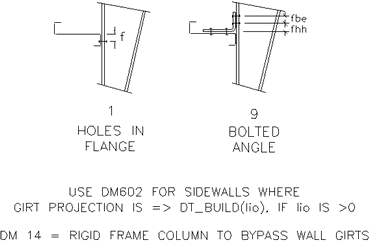 f
fbe
fhh
1
HOLES IN
FLANGE
9
BOLTED
ANGLE
USE DM602 FOR SIDEWALLS WHERE
GIRT PROJECTION IS => DT_BUILD(lio), IF lio IS >0
DM 14 = RIGID FRAME COLUMN TO BYPASS WALL GIRTS